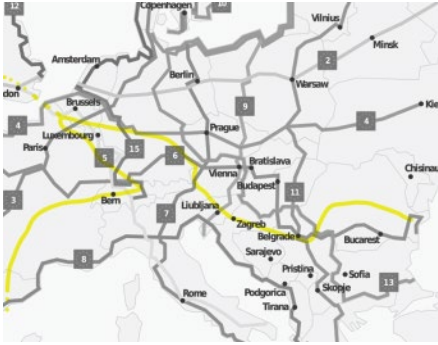 12
Copenhagen
10
Vilnius
Minsk
2
Amsterdam
Berlin
Warsaw
don
Brussels
9
4
4
Kie
Luxembourg
Prague
15
Paris
5
6
Chisinau
Vienna
Bratislava
Budapest
11
3
Bern
7
Ljubljana
Zagreb
Belgrade
Bucarest
8
Sarajevo
Pristina
Sofia
13
Rome
Podgorica
Skopje
Tirana